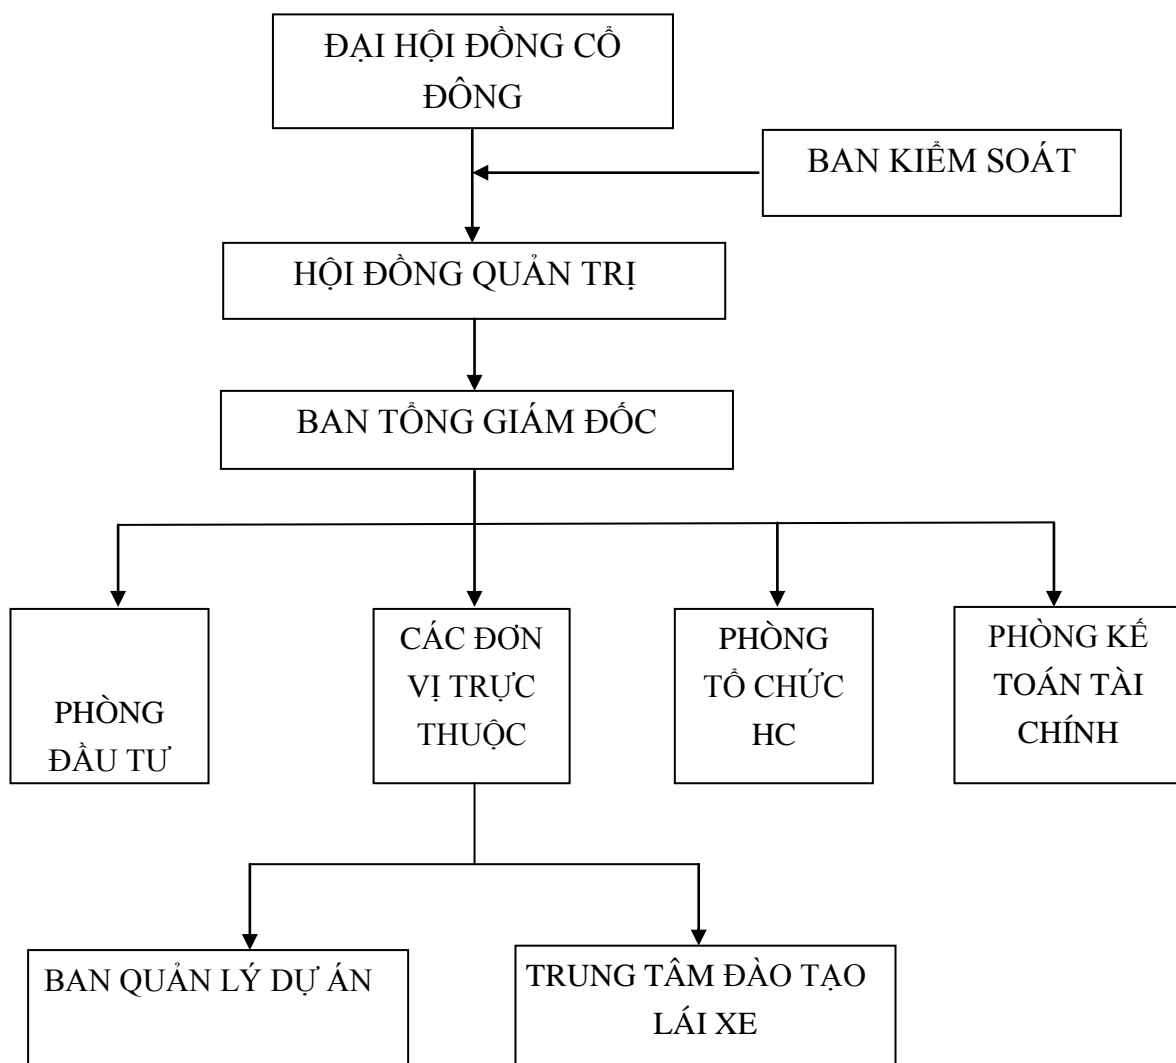 ĐẠI HỘI ĐỒNG CỔ
ĐÔNG
BAN KIỂM SOÁT
HỘI ĐỒNG QUẢN TRỊ
BAN TỔNG GIÁM ĐỐC
PHÒNG
ĐẦU TƯ
CÁC ĐƠN
VỊ TRỰC
THUỘC
PHÒNG
TỔ CHỨC
HC
PHÒNG KẾ
TOÁN TÀI
CHÍNH
BAN QUẢN LÝ DỰ ÁN
TRUNG TÂM ĐÀO TẠO
LÁI XE